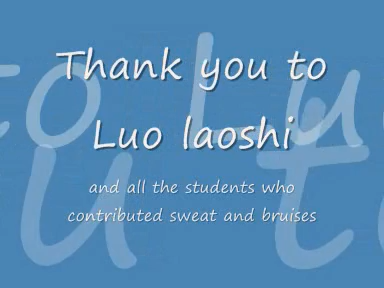 Thank you to
Luo laoshi
and all the students who
contributed sweat and bruises